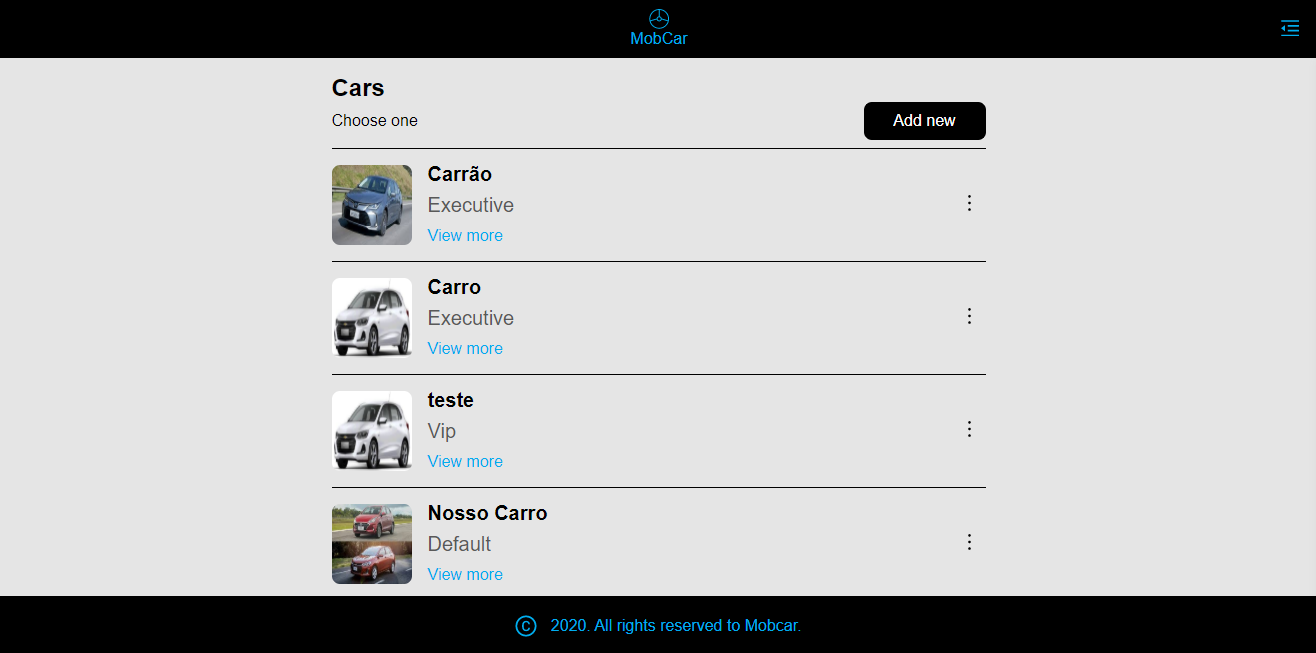 MobCar
Cars
Choose one
Add new
Carrão
Executive
View more
Carro
Executive
View more
teste
Vip
View more
Nosso Carro
Default
View more
© 2020. All rights reserved to Mobcar.